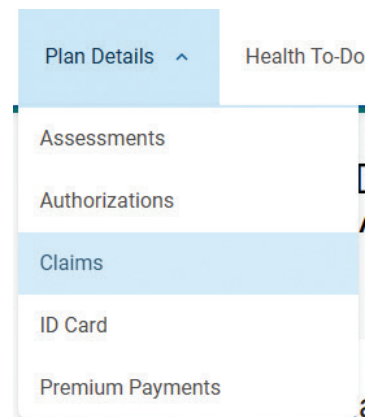 Plan Details Health To-Do
Assessments
Authorizations
Claims
ID Card
Premium Payments